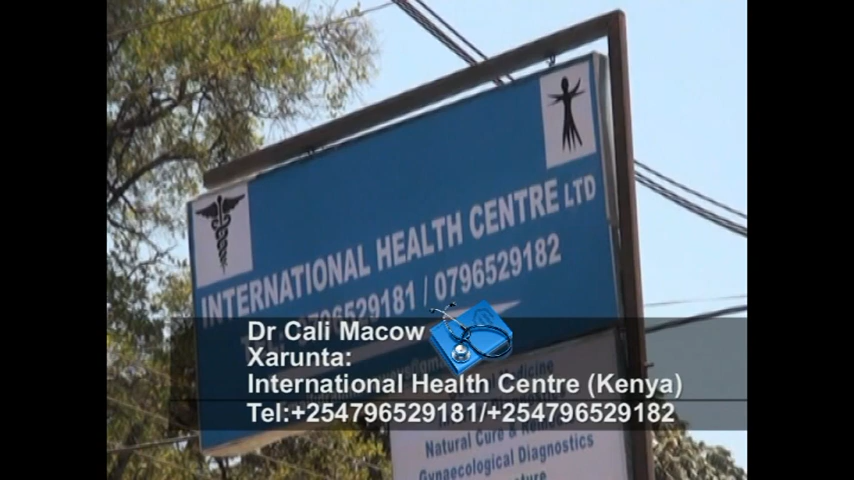 INTERNATIONAL HEALTH CENTRE LTD
0796529181 / 0796529182
Dr Cali Macow
Xarunta:
International Health Centre (Kenya)
Tel:+254796529181/+254796529182
Medicine
Natural Cure &
Gynaecological Diagnostics